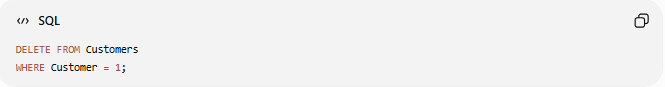 SQL
DELETE FROM Customers
WHERE Customer = 1;